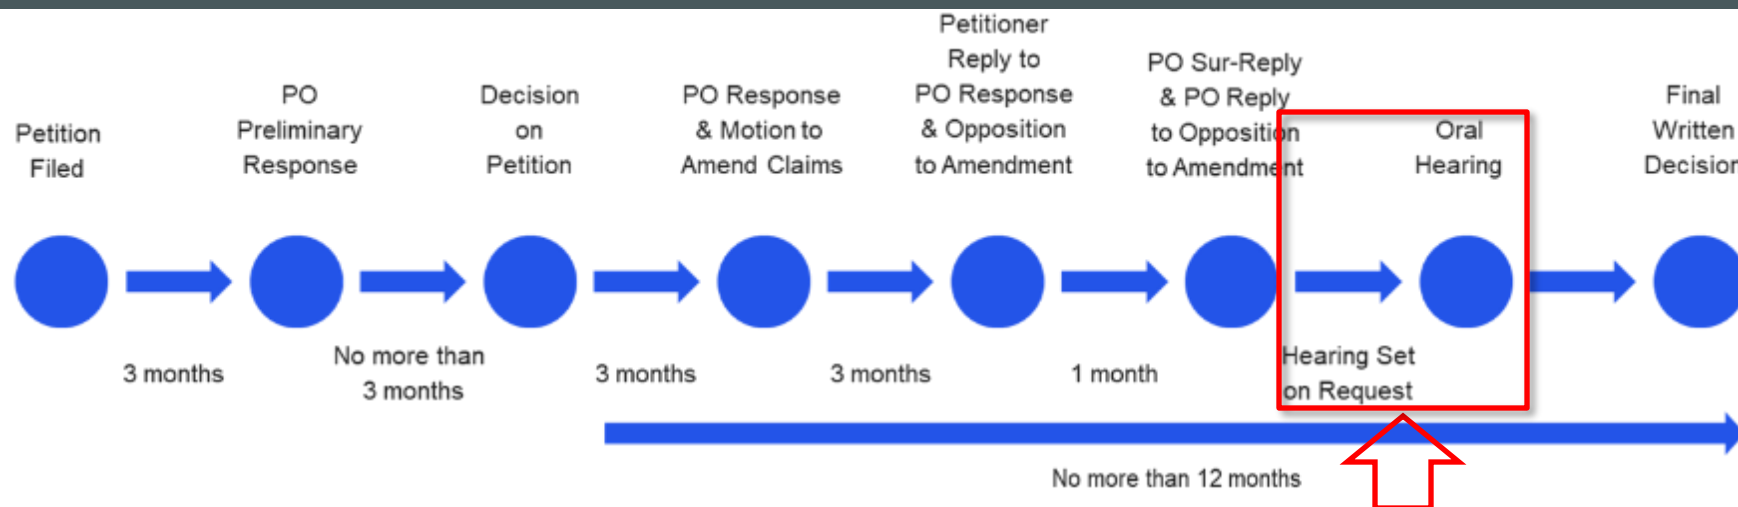 Petition
Filed
PO
Preliminary
Response
Decision
on
Petition
PO Response
& Motion to
Amend Claims
Petitioner
Reply to
PO Response
& Opposition
to Amendment
PO Sur-Reply
& PO Reply
to Opposition
to Amendment
Oral
Hearing
Final
Written
Decision
3 months
No more than
3 months
3 months
3 months
1 month
Hearing Set
on Request
No more than 12 months